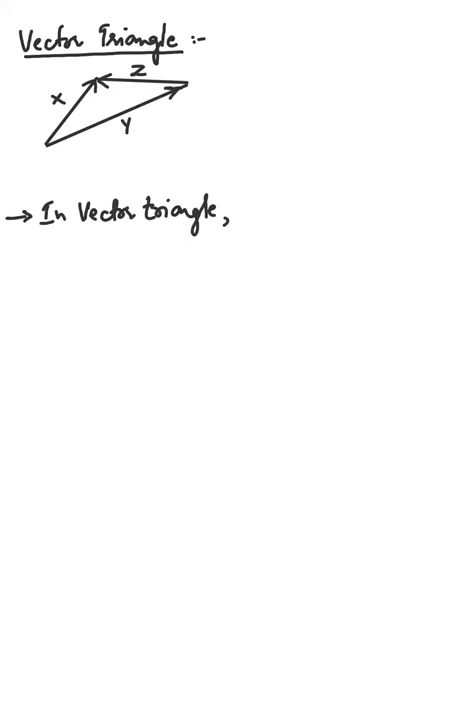 Vector Triangle :-
Z
X
Y
→ In Vector triangle,